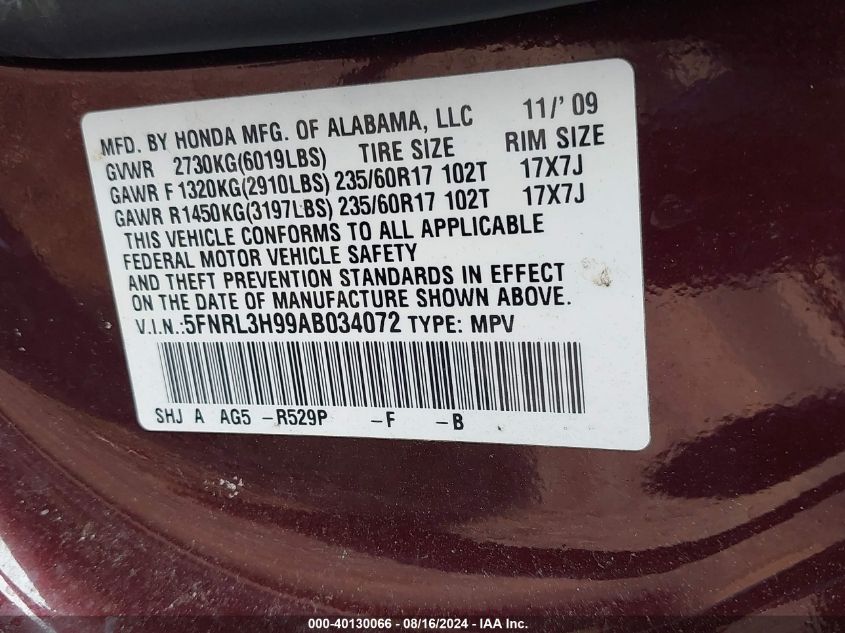 MFD. BY HONDA MFG. OF ALABAMA, LLC 11/' 09
GVWR 2730KG(6019LBS) TIRE SIZE RIM SIZE
GAWR F 1320KG(2910LBS) 235/60R17 102T 17X7J
GAWR R1450KG(3197LBS) 235/60R17 102T 17X7J
THIS VEHICLE CONFORMS TO ALL APPLICABLE
FEDERAL MOTOR VEHICLE SAFETY
AND THEFT PREVENTION STANDARDS IN EFFECT
ON THE DATE OF MANUFACTURE SHOWN ABOVE.
V.I.N.:5FNRL3H99AB034072 TYPE: MPV
SHJ A AG5 -R529P -F -B
000-40130066 - 08/16/2024 - IAA Inc.